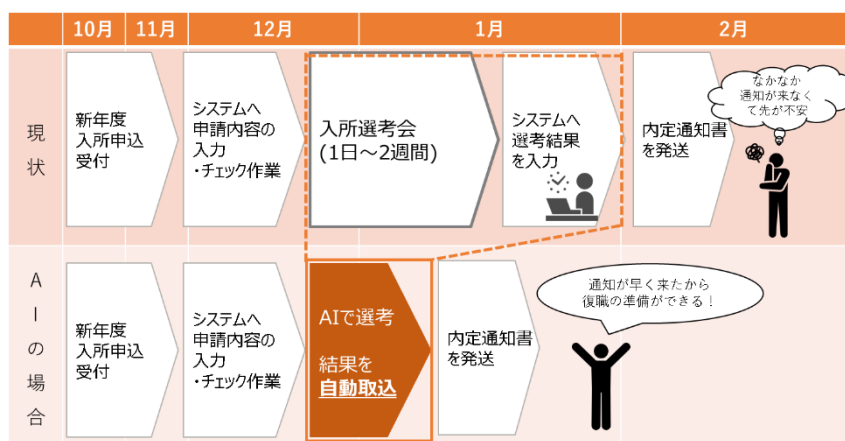 10月
11月
12月
1月
2月
現状
新年度
入所申込
受付
システムへ
申請内容の
入力
・チェック作業
入所選考会
(1日～2週間)
システムへ
選考結果
を入力
内定通知書
を発送
なかなか
通知が来なく
て先が不安
AIの場合
新年度
入所申込
受付
システムへ
申請内容の
入力
・チェック作業
AIで選考
結果を
自動取込
内定通知書
を発送
通知が早く来たから
復職の準備ができる！